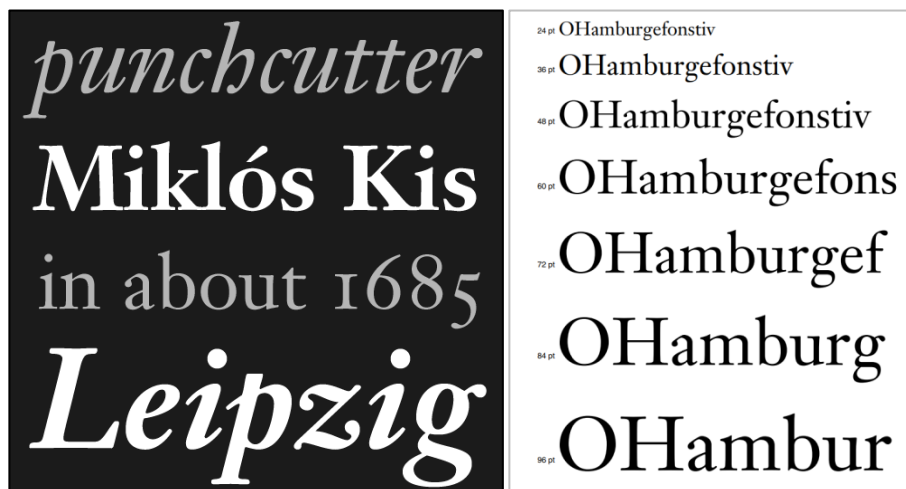 punchcutter
Miklós Kis
in about 1685
Leipzig
24 pt OHamburgefonstiv
36 pt OHamburgefonstiv
48 pt OHamburgefonstiv
60 pt OHamburgefons
72 pt OHamburgef
84 pt OHamburg
96 pt OHambur